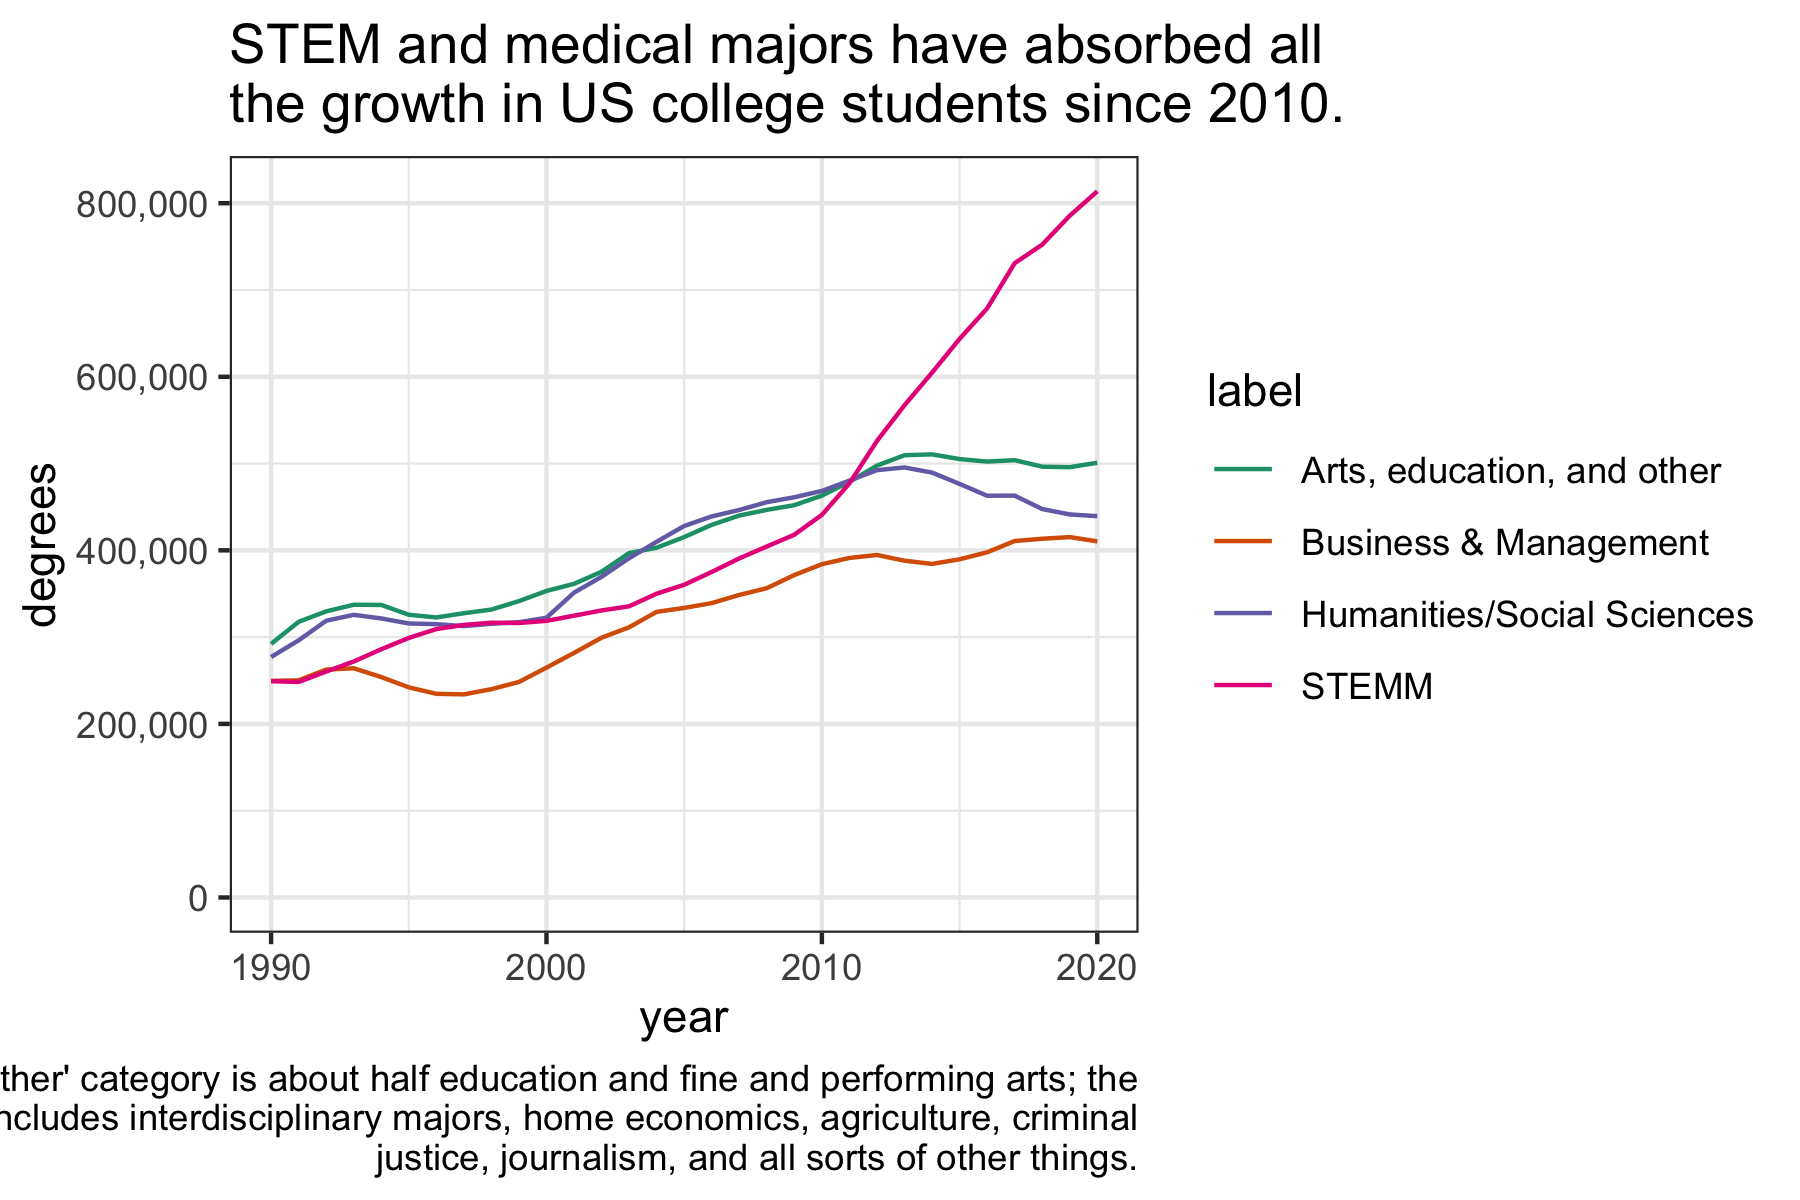 STEM and medical majors have absorbed all
the growth in US college students since 2010.
degrees
800,000
600,000
400,000
200,000
0
1990 2000 2010 2020
year
label
Arts, education, and other
Business & Management
Humanities/Social Sciences
STEMM
category is about half education and fine and performing arts; the
interdisciplinary majors, home economics, agriculture, criminal
justice, journalism, and all sorts of other things.